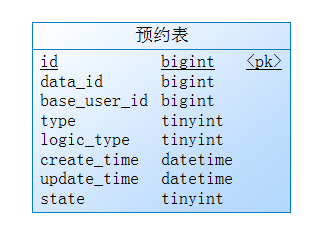 预约表
id bigint <pk>
data_id bigint
base_user_id bigint
type tinyint
logic_type tinyint
create_time datetime
update_time datetime
state tinyint